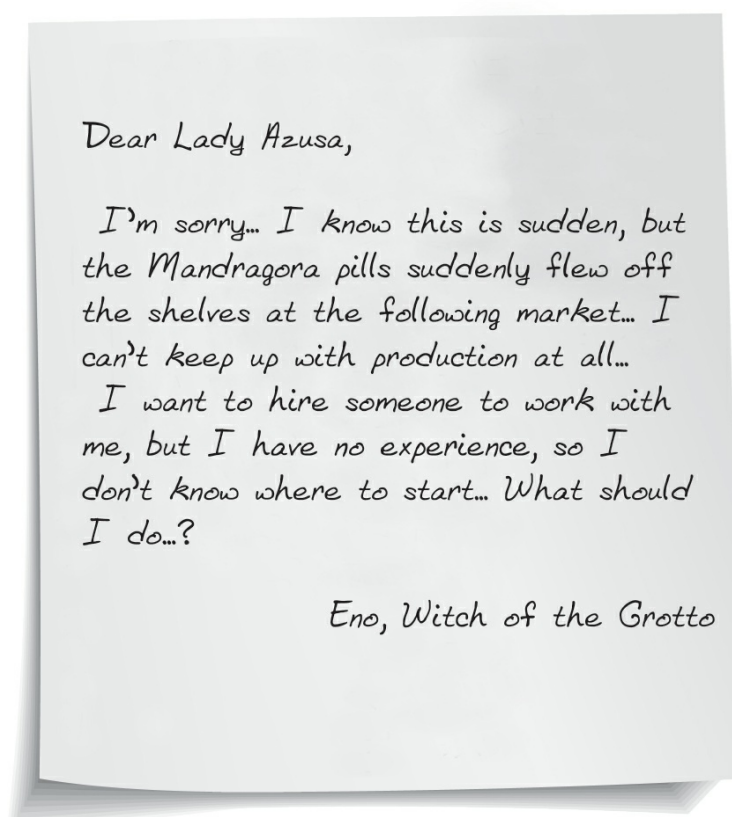 Dear Lady Azusa,
I'm sorry... I know this is sudden, but
the Mandragora pills suddenly flew off
the shelves at the following market... I
can't keep up with production at all...
I want to hire someone to work with
me, but I have no experience, so I
don't know where to start... What should
I do...?
Eno, Witch of the Grotto